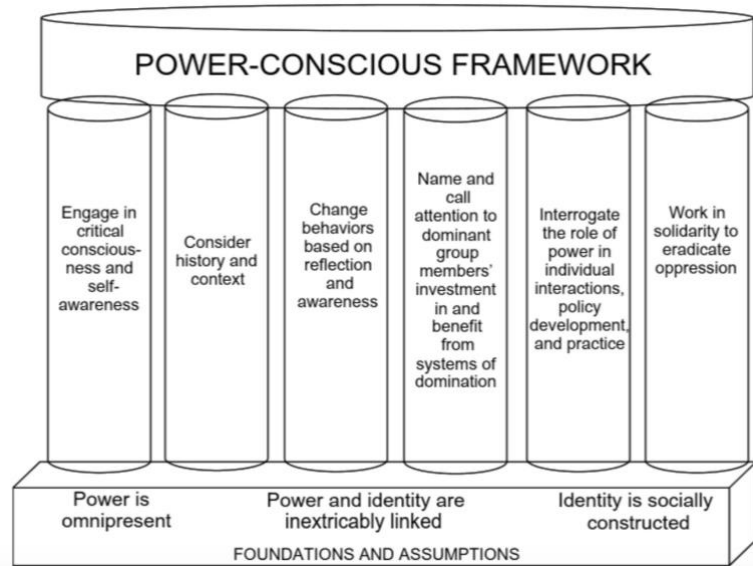 POWER-CONSCIOUS FRAMEWORK
Engage in
critical
conscious-
ness and
self-
awareness
Consider
history and
context
Change
behaviors
based on
reflection
and
awareness
Name and
call
attention to
dominant
group
members'
investment
in and
benefit
from
systems of
domination
Interrogate
the role of
power in
individual
interactions,
policy
development,
and practice
Work in
solidarity to
eradicate
oppression
Power is
omnipresent
Power and identity are
inextricably linked
Identity is socially
constructed
FOUNDATIONS AND ASSUMPTIONS